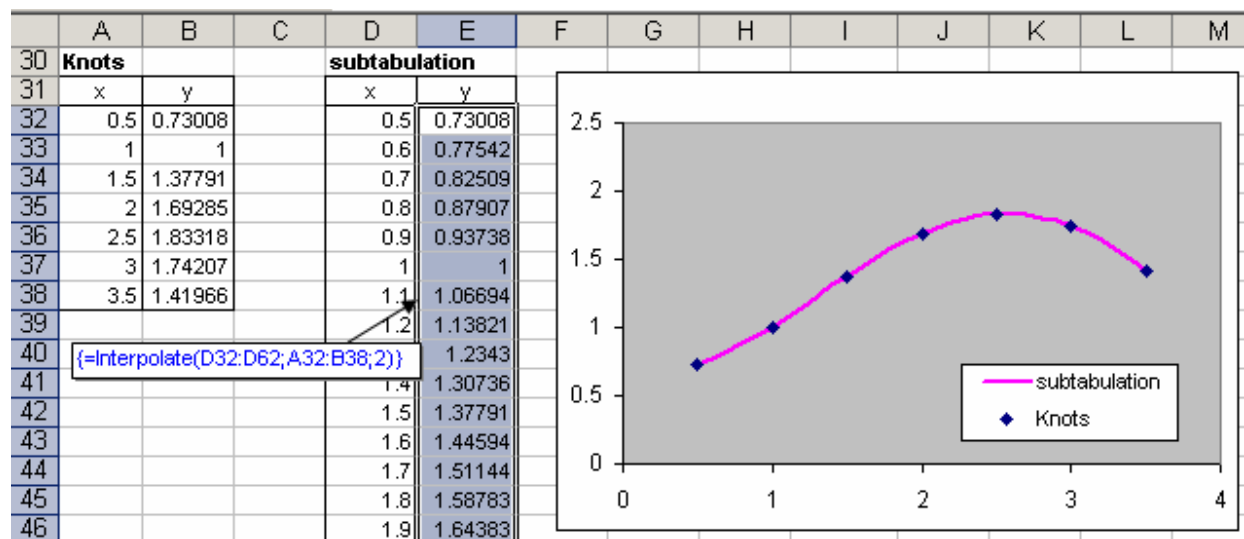 A B C D E F G H I J K L M
30 Knots subtabulation
31 x y x y
32 0.5 0.73008 0.5 0.73008
33 1 1 0.6 0.77542
34 1.5 1.37791 0.7 0.82509
35 2 1.69285 0.8 0.87907
36 2.5 1.83318 0.9 0.93738
37 3 1.74207 1 1
38 3.5 1.41966 1.1 1.06694
39 1.2 1.13821
40 {=Interpolate(D32:D62;A32:B38;2)} 1.2343
41 1.4 1.30736
42 1.5 1.37791
43 1.6 1.44594
44 1.7 1.51144
45 1.8 1.58783
46 1.9 1.64383
2.5
2
1.5
1
0.5
0
0 1 2 3 4
subtabulation
Knots